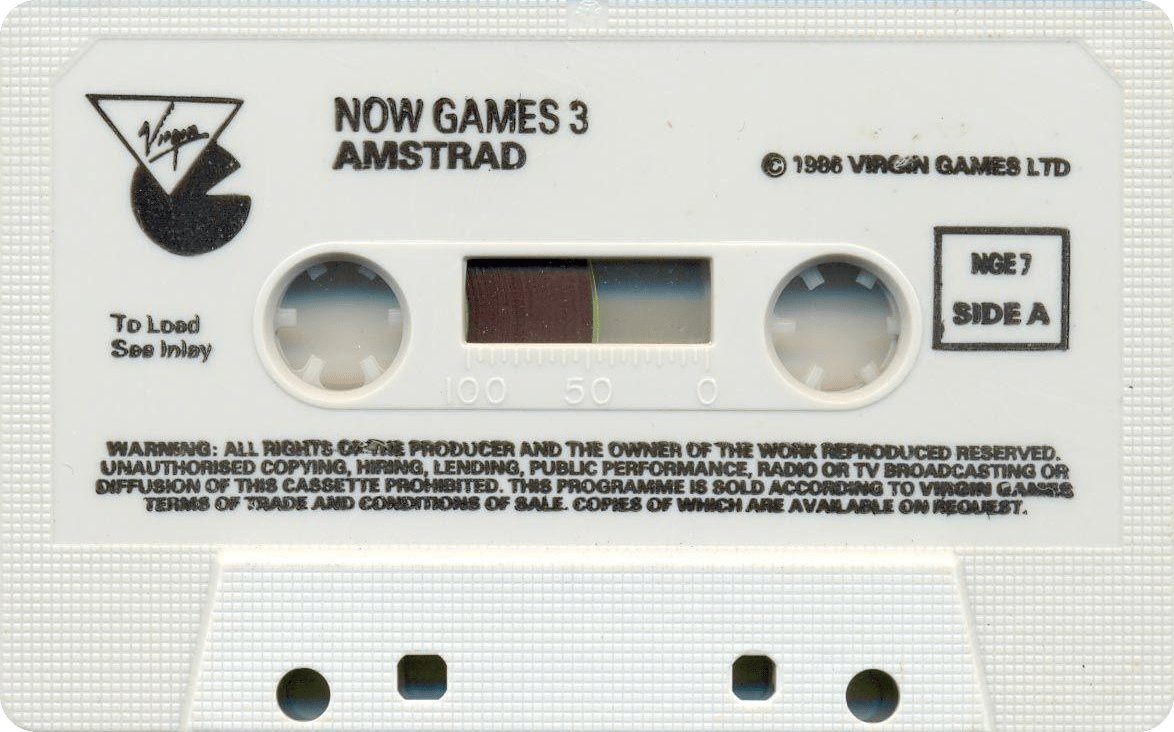 Virgin
NOW GAMES 3
AMSTRAD
© 1986 VIRGIN GAMES LTD
NGE 7
SIDE A
To Load
See Inlay
100 50 0
WARNING: ALL RIGHTS OF THE PRODUCER AND THE OWNER OF THE WORK REPRODUCED RESERVED.
UNAUTHORISED COPYING, HIRING, LENDING, PUBLIC PERFORMANCE, RADIO OR TV BROADCASTING OR
DIFFUSION OF THIS CASSETTE PROHIBITED. THIS PROGRAMME IS SOLD ACCORDING TO VIRGIN GAMES
TERMS OF TRADE AND CONDITIONS OF SALE. COPIES OF WHICH ARE AVAILABLE ON REQUEST.